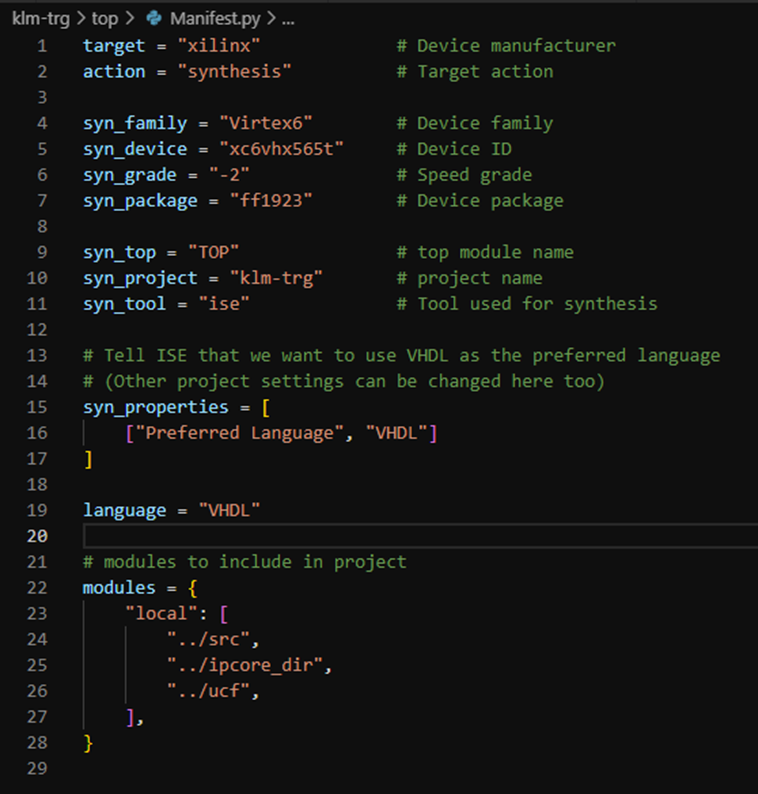 klm-trg > top > Manifest.py > ...
1 target = "xilinx" # Device manufacturer
2 action = "synthesis" # Target action
3
4 syn_family = "Virtex6" # Device family
5 syn_device = "xc6vhx565t" # Device ID
6 syn_grade = "-2" # Speed grade
7 syn_package = "ff1923" # Device package
8
9 syn_top = "TOP" # top module name
10 syn_project = "klm-trg" # project name
11 syn_tool = "ise" # Tool used for synthesis
12
13 # Tell ISE that we want to use VHDL as the preferred language
14 # (Other project settings can be changed here too)
15 syn_properties = [
16 ["Preferred Language", "VHDL"]
17 ]
18
19 language = "VHDL"
20
21 # modules to include in project
22 modules = {
23 "local": [
24 "../src",
25 "../ipcore_dir",
26 "../ucf",
27 ],
28 }
29